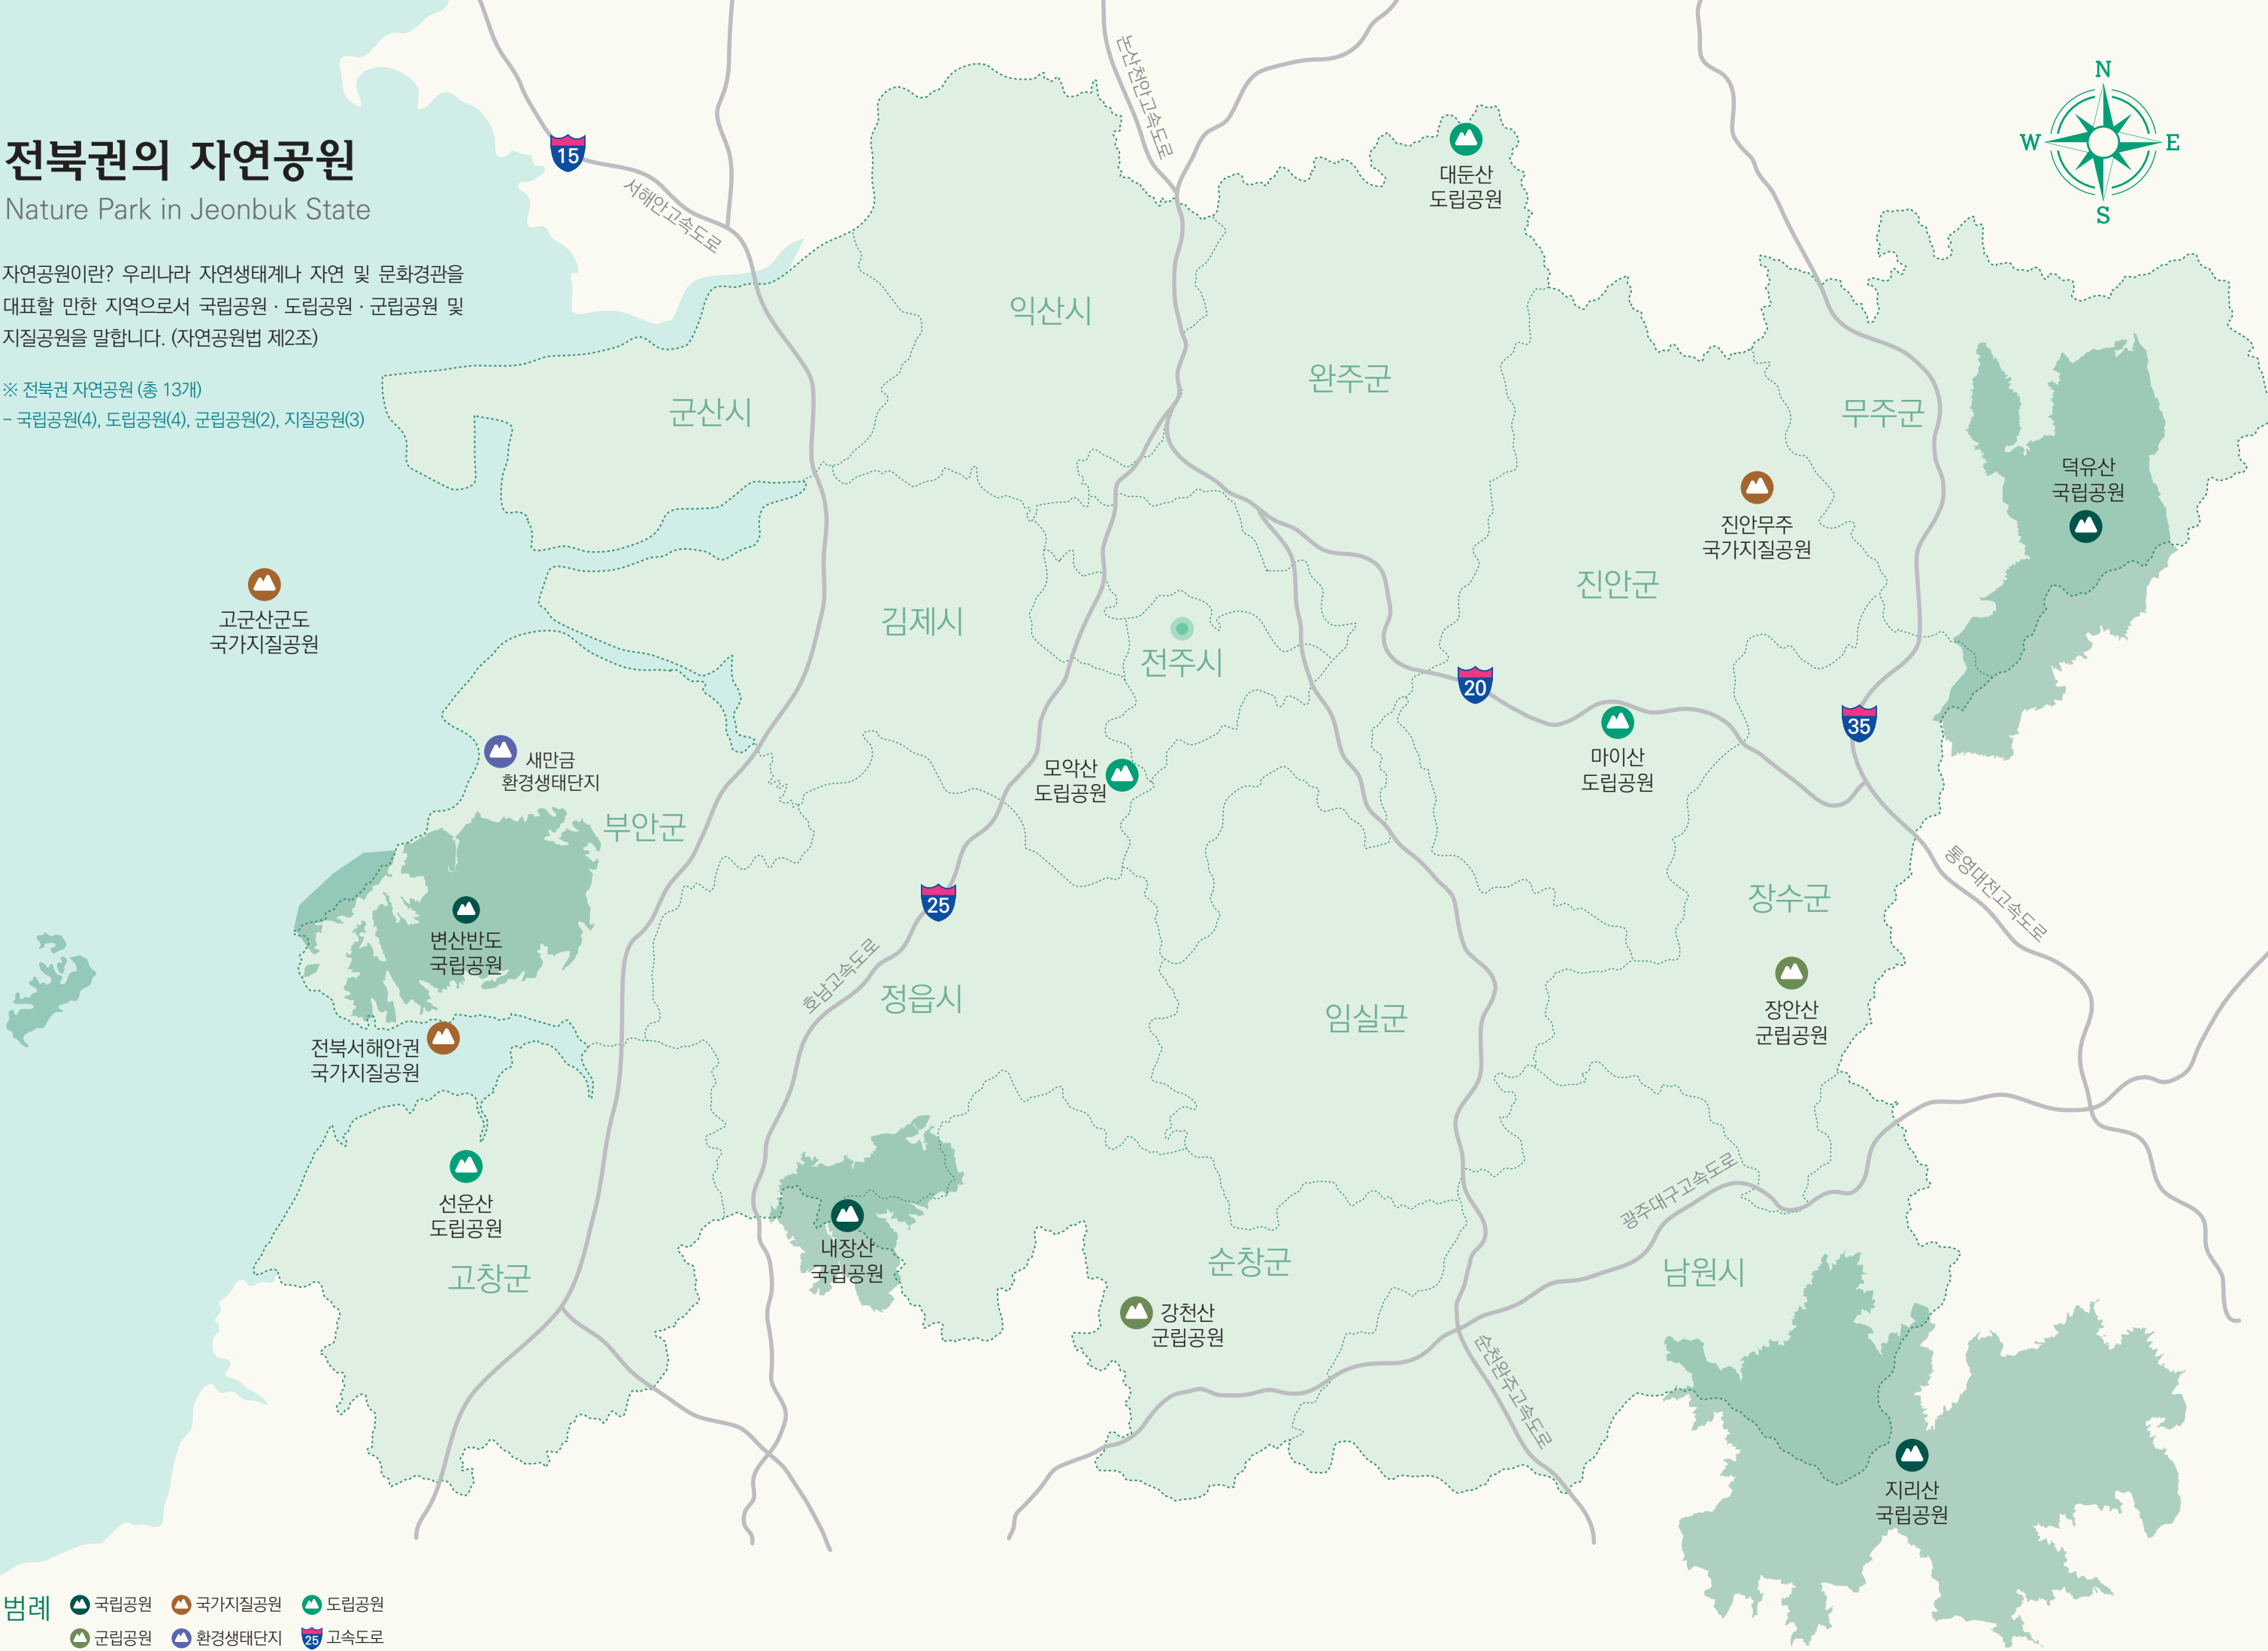 전북권의 자연공원
Nature Park in Jeonbuk State
자연공원이란? 우리나라 자연생태계나 자연 및 문화경관을
대표할 만한 지역으로서 국립공원 · 도립공원 · 군립공원 및
지질공원을 말합니다. (자연공원법 제2조)
※ 전북권 자연공원 (총 13개)
– 국립공원(4), 도립공원(4), 군립공원(2), 지질공원(3)
N
W
E
S
논산천안고속도로
15
서해안고속도로
대둔산
도립공원
익산시
완주군
군산시
무주군
덕유산
국립공원
진안무주
국가지질공원
고군산군도
국가지질공원
김제시
진안군
전주시
20
35
새만금
환경생태단지
모악산
도립공원
마이산
도립공원
부안군
통영대전고속도로
장수군
25
변산반도
국립공원
호남고속도로
정읍시
임실군
장안산
군립공원
전북서해안권
국가지질공원
선운산
도립공원
광주대구고속도로
내장산
국립공원
고창군
순창군
남원시
강천산
군립공원
순천완주고속도로
지리산
국립공원
범례
국립공원
국가지질공원
도립공원
군립공원
환경생태단지
25
고속도로